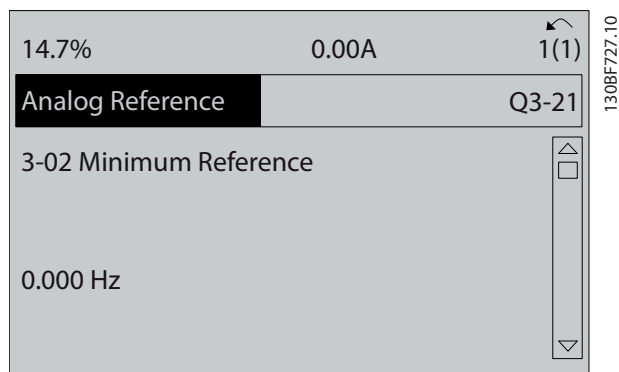 14.7% 0.00A 1(1)
Analog Reference Q3-21
3-02 Minimum Reference
0.000 Hz
130BF727.10